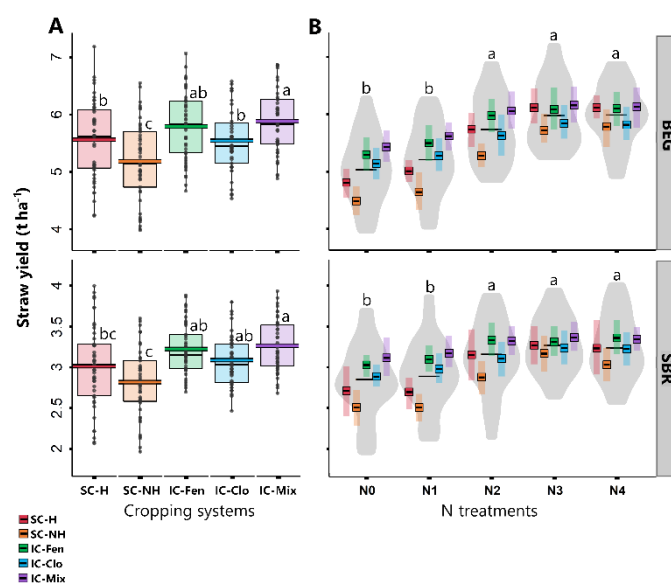 A
B
Straw yield (t ha⁻¹)
7
6
5
4
b
c
ab
b
a
b
b
a
a
a
BEG
4
3.5
3
2.5
2
bc
c
ab
ab
a
b
b
a
a
a
SBR
SC-H SC-NH IC-Fen IC-Clo IC-Mix
N0 N1 N2 N3 N4
Cropping systems
N treatments
SC-H
SC-NH
IC-Fen
IC-Clo
IC-Mix